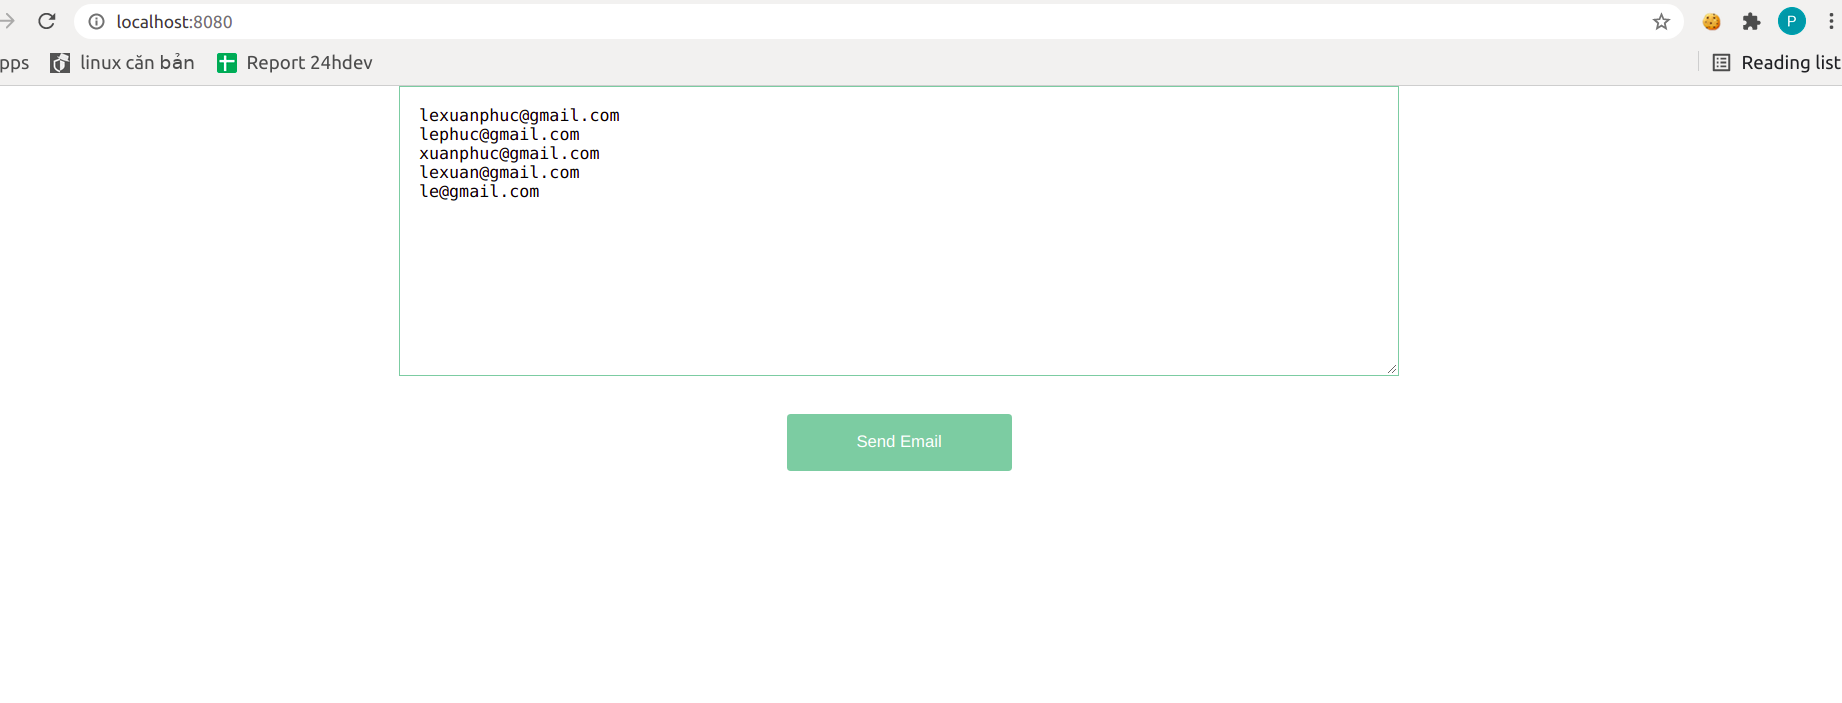 localhost:8080
P
pps
linux căn bản
Report 24hdev
Reading list
lexuanphuc@gmail.com
lephuc@gmail.com
xuanphuc@gmail.com
lexuan@gmail.com
le@gmail.com
Send Email